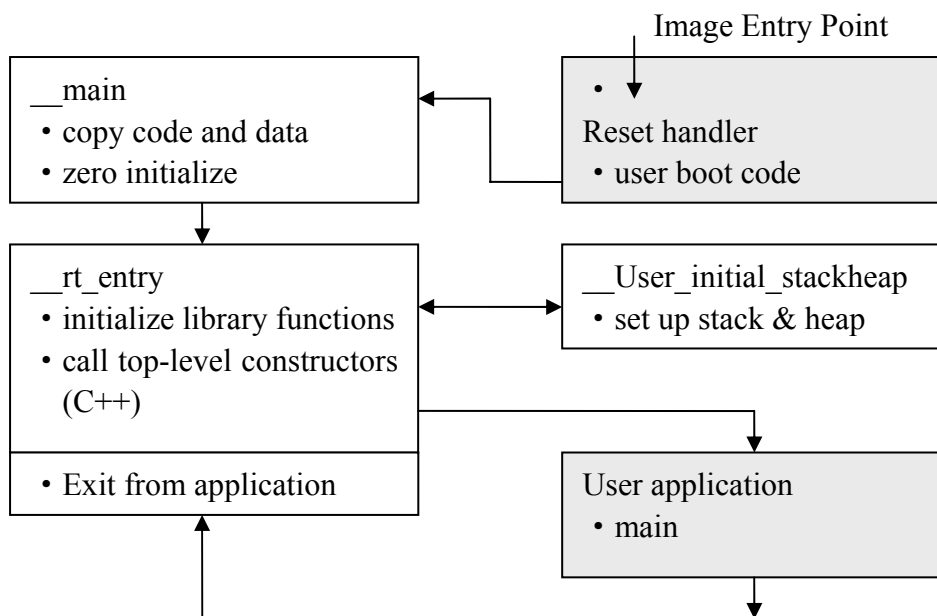 Image Entry Point
__main
• copy code and data
• zero initialize
•
Reset handler
• user boot code
__rt_entry
• initialize library functions
• call top-level constructors
(C++)
• Exit from application
__User_initial_stackheap
• set up stack & heap
User application
• main